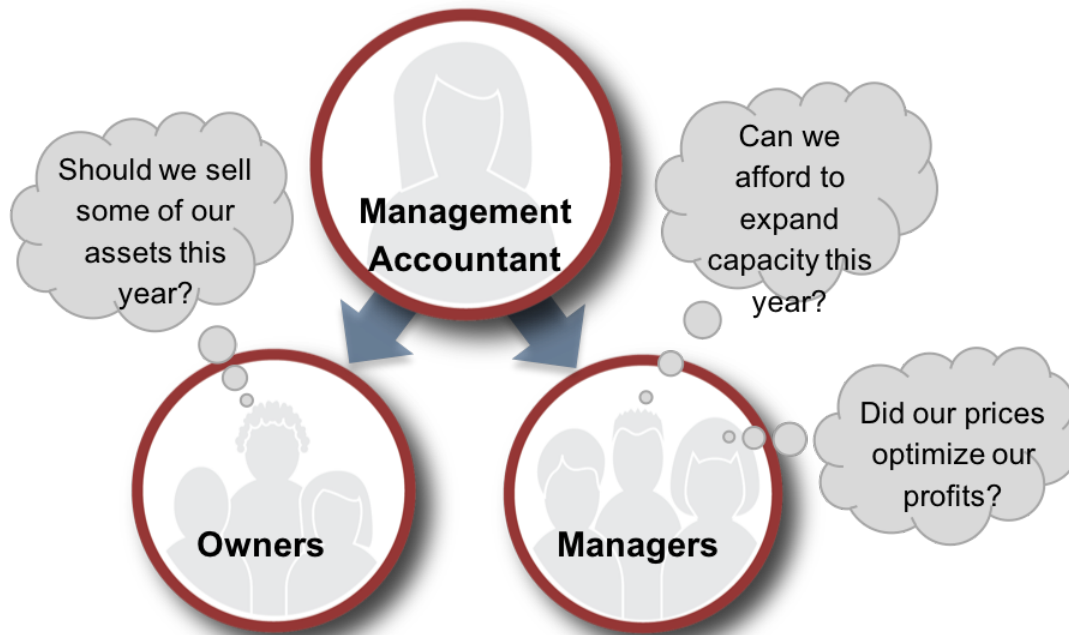 Management
Accountant
Should we sell
some of our
assets this
year?
Can we
afford to
expand
capacity this
year?
Did our prices
optimize our
profits?
Owners
Managers